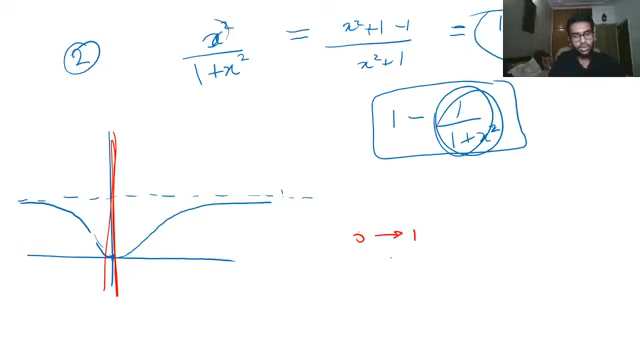 ② x²/(1+x²) = (x²+1-1)/(x²+1) = 1
1 - 1/(1+x²)
0 → 1